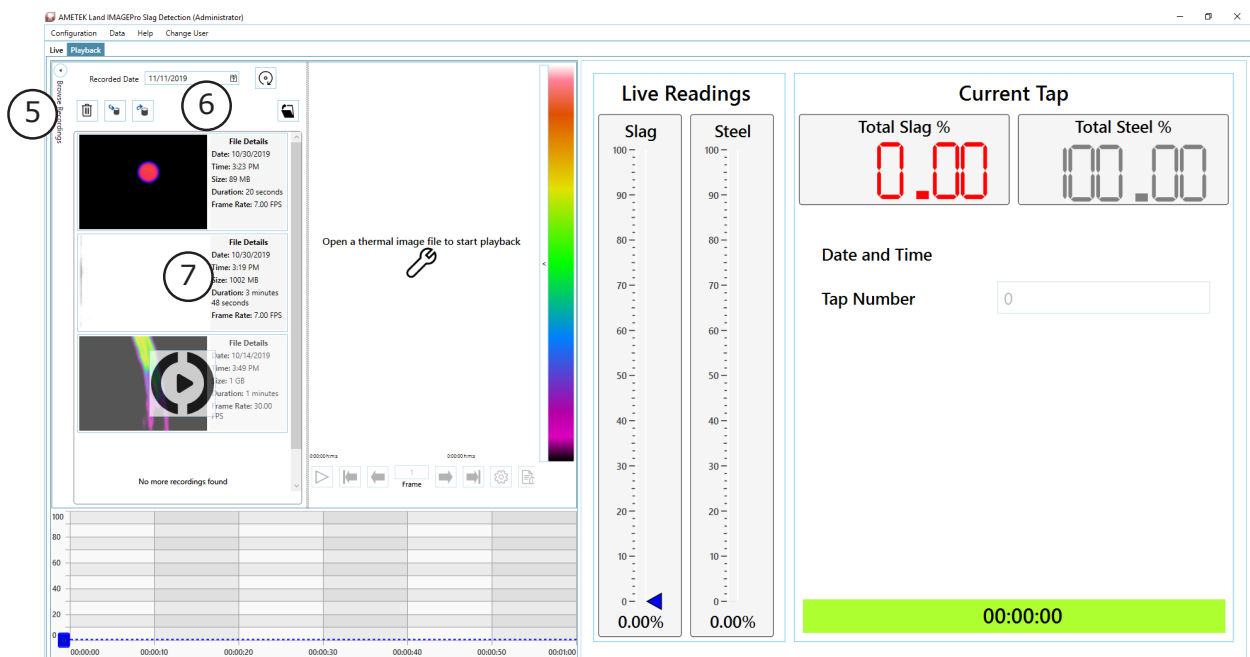 AMETEK Land IMAGEPro Slag Detection (Administrator)
Configuration Data Help Change User
Live Playback
Browse Recordings
Recorded Date 11/11/2019
5
6
File Details
Date: 10/30/2019
Time: 3:23 PM
Size: 89 MB
Duration: 20 seconds
Frame Rate: 7.00 FPS
7
File Details
Date: 10/30/2019
Time: 3:19 PM
Size: 1002 MB
Duration: 3 minutes
48 seconds
Frame Rate: 7.00 FPS
File Details
Date: 10/14/2019
Time: 3:49 PM
Size: 1 GB
Duration: 1 minutes
Frame Rate: 30.00
FPS
No more recordings found
Open a thermal image file to start playback
<
Frame
100
80
60
40
20
0
00:00:00 00:00:10 00:00:20 00:00:30 00:00:40 00:00:50 00:01:00
Live Readings
Slag Steel
100 100
90 90
80 80
70 70
60 60
50 50
40 40
30 30
20 20
10 10
0 0
0.00% 0.00%
Current Tap
Total Slag % Total Steel %
0.00 100.00
Date and Time
Tap Number 0
00:00:00